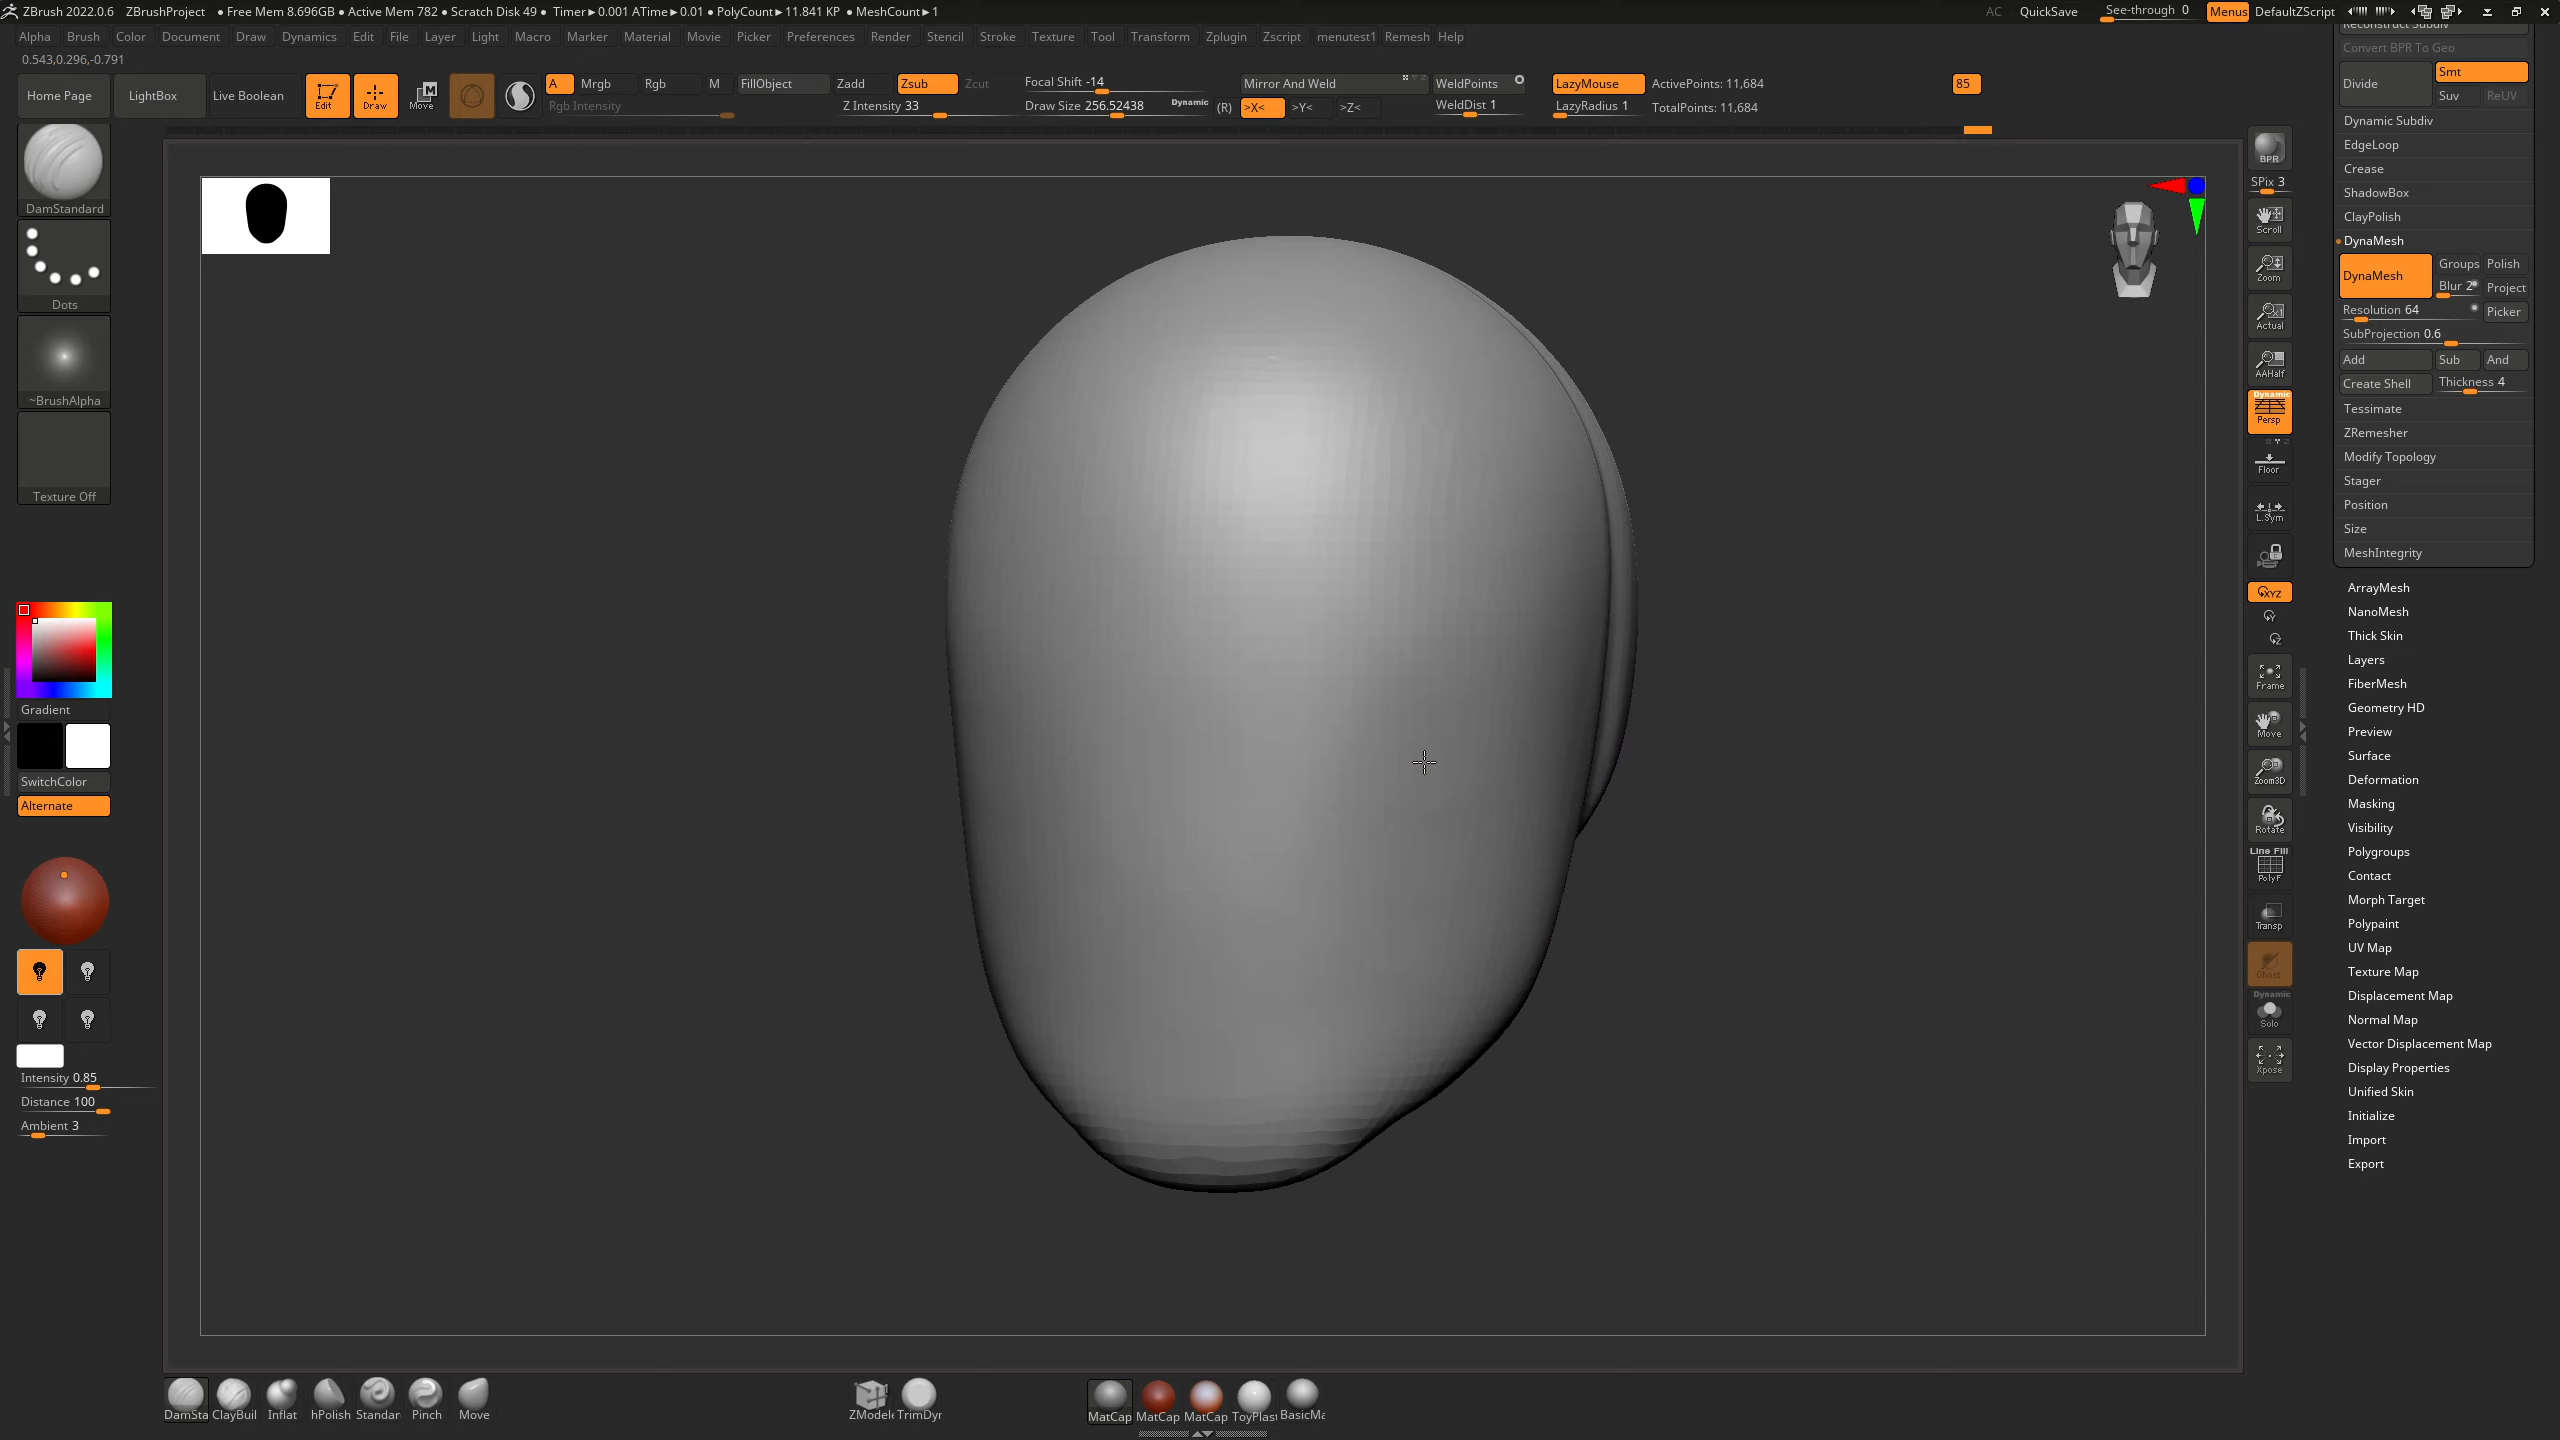 ZBrush 2022.0.6 ZBrushProject • Free Mem 8.696GB • Active Mem 782 • Scratch Disk 49 • Timer►0.001 ATime►0.01 • PolyCount►11.841 KP • MeshCount►1 AC QuickSave See-through 0 Menus DefaultZScript
Alpha Brush Color Document Draw Dynamics Edit File Layer Light Macro Marker Material Movie Picker Preferences Render Stencil Stroke Texture Tool Transform Zplugin Zscript menutest1 Remesh Help
0.543,0.296,-0.791
Home Page LightBox Live Boolean Edit Draw Move
A Mrgb Rgb M FillObject Zadd Zsub Zcut Focal Shift -14 Mirror And Weld WeldPoints LazyMouse ActivePoints: 11,684 85
Rgb Intensity Z Intensity 33 Draw Size 256.52438 Dynamic (R) >X< >Y< >Z< WeldDist 1 LazyRadius 1 TotalPoints: 11,684
DamStandard
Dots
~BrushAlpha
Texture Off
Gradient
SwitchColor
Alternate
Intensity 0.85
Distance 100
Ambient 3
BPR
SPix 3
Scroll
Zoom
Actual
AAHalf
Dynamic
Persp
Floor
L.Sym
XYZ
Y
Z
Frame
Move
Zoom3D
Rotate
Line Fill
PolyF
Transp
Ghost
Dynamic
Solo
Xpose
Reconstruct Subdiv
Convert BPR To Geo
Divide Smt
Suv ReUV
Dynamic Subdiv
EdgeLoop
Crease
ShadowBox
ClayPolish
DynaMesh
DynaMesh Groups Polish
Blur 2 Project
Resolution 64 Picker
SubProjection 0.6
Add Sub And
Create Shell Thickness 4
Tessimate
ZRemesher
Modify Topology
Stager
Position
Size
MeshIntegrity
ArrayMesh
NanoMesh
Thick Skin
Layers
FiberMesh
Geometry HD
Preview
Surface
Deformation
Masking
Visibility
Polygroups
Contact
Morph Target
Polypaint
UV Map
Texture Map
Displacement Map
Normal Map
Vector Displacement Map
Display Properties
Unified Skin
Initialize
Import
Export
DamSta ClayBuil Inflat hPolish Standar Pinch Move ZModele TrimDyr MatCap MatCap MatCap ToyPlast BasicMa